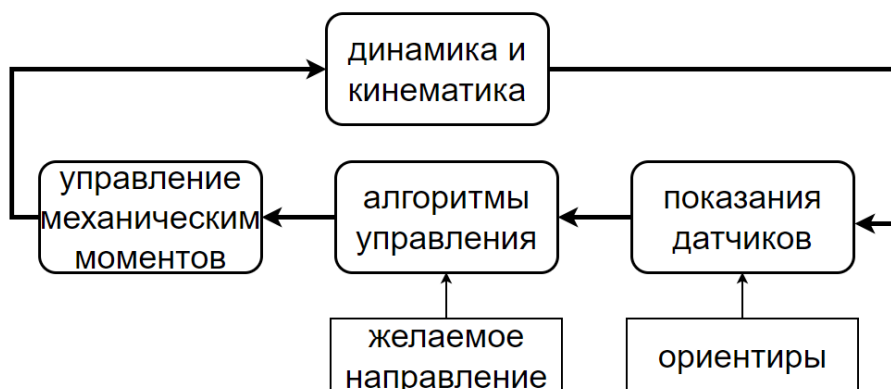 динамика и
кинематика
управление
механическим
моментов
алгоритмы
управления
показания
датчиков
желаемое
направление
ориентиры